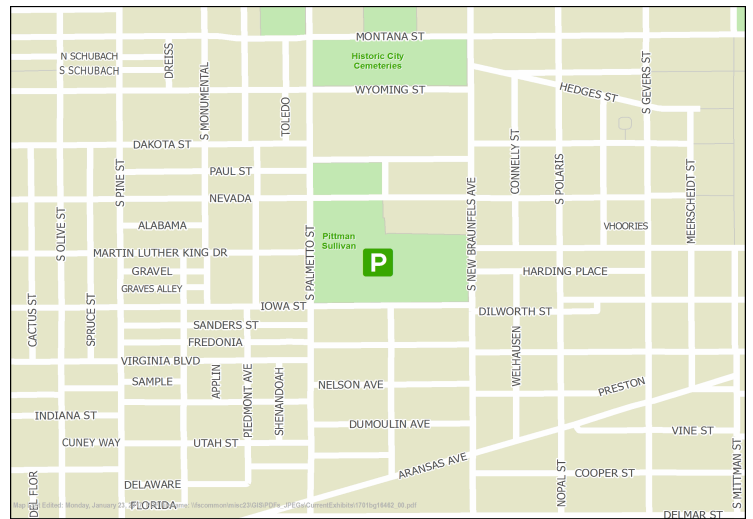 MONTANA ST
N SCHUBACH
S SCHUBACH
DREISS
Historic City
Cemeteries
S MONUMENTAL
TOLEDO
WYOMING ST
HEDGES ST
S GEVERS ST
DAKOTA ST
S PINE ST
PAUL ST
NEVADA
CONNELLY ST
S POLARIS
MEERSCHEIDT ST
S OLIVE ST
ALABAMA
S PALMETTO ST
Pittman
Sullivan
S NEW BRAUNFELS AVE
VHOORIES
MARTIN LUTHER KING DR
P
GRAVEL
HARDING PLACE
GRAVES ALLEY
CACTUS ST
SPRUCE ST
IOWA ST
DILWORTH ST
SANDERS ST
FREDONIA
WELHAUSEN
VIRGINIA BLVD
SAMPLE
APPLIN
PIEDMONT AVE
SHENANDOAH
NELSON AVE
PRESTON
INDIANA ST
DUMOULIN AVE
CUNEY WAY
UTAH ST
VINE ST
ARANSAS AVE
NOPAL ST
COOPER ST
S MITTMAN ST
DEL FLOR
DELAWARE
FLORIDA
DELMAR ST
Edited: Monday, January 23,